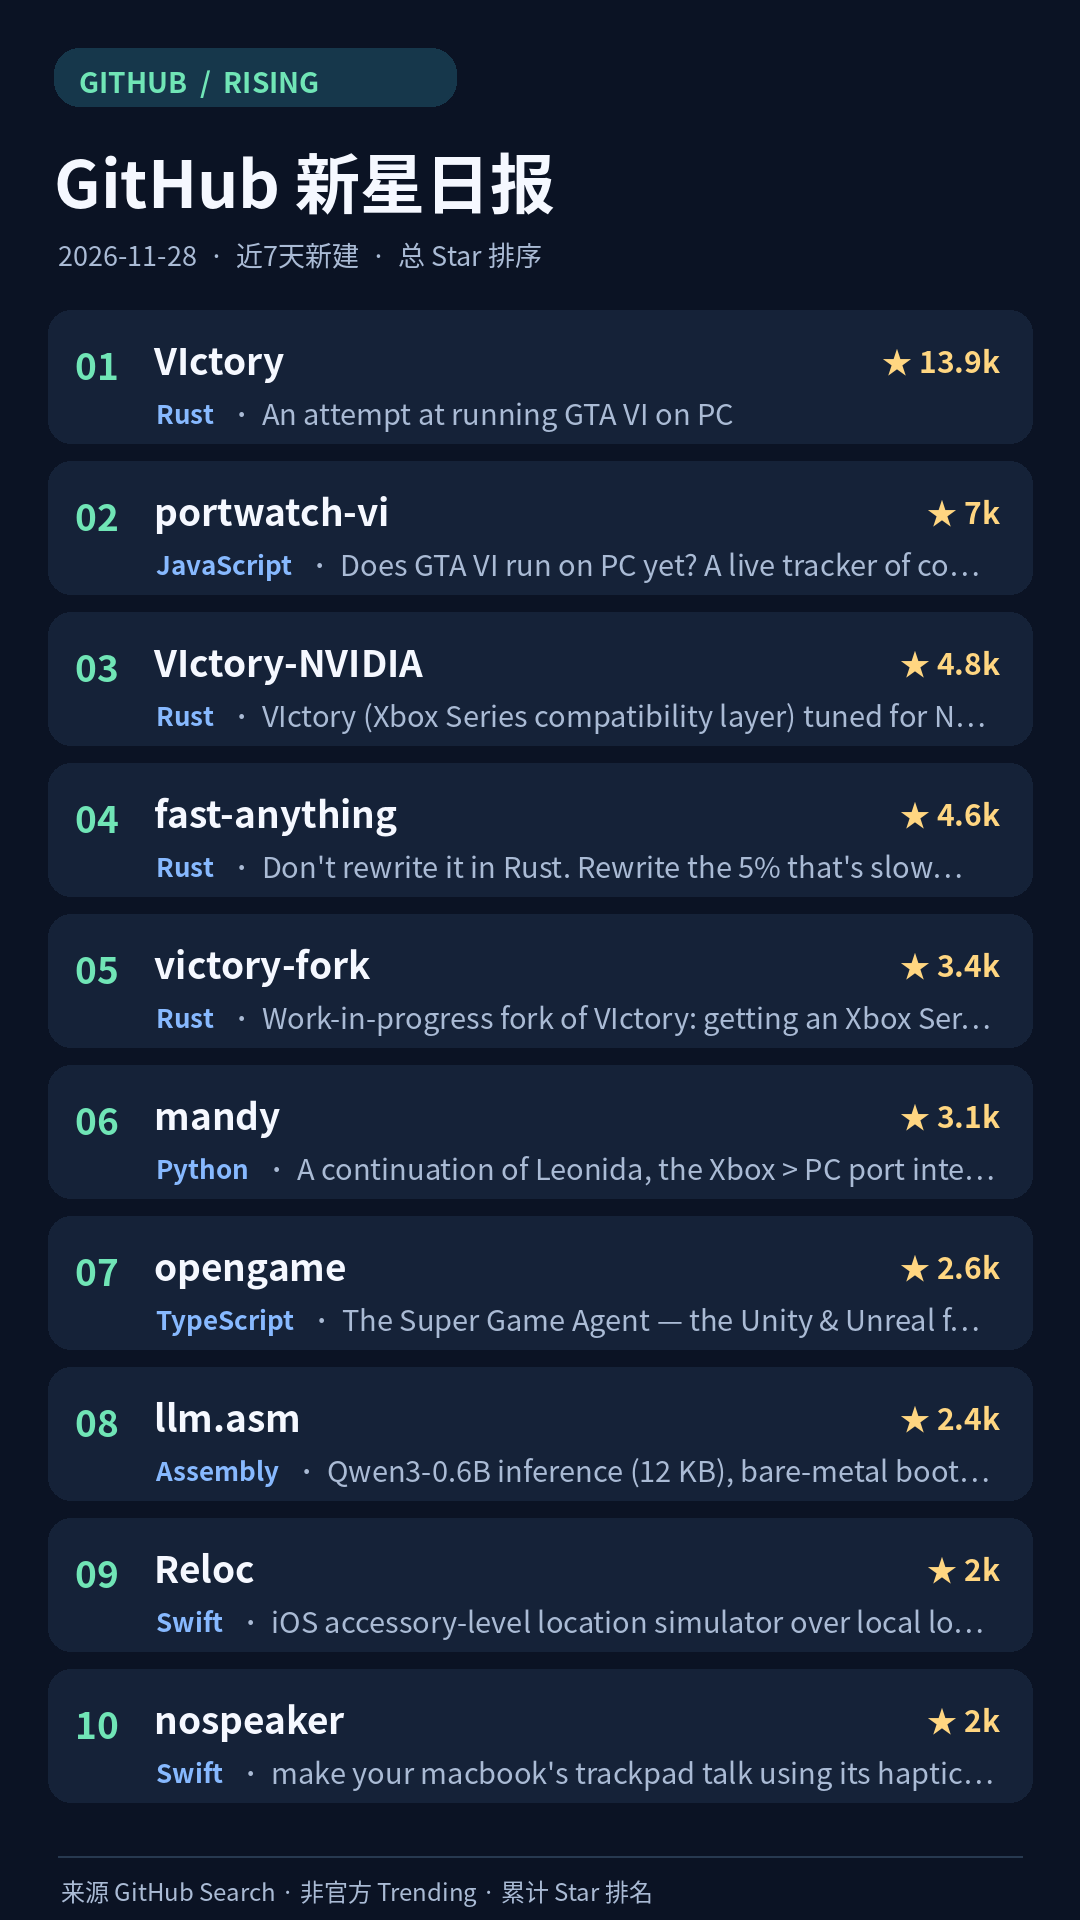 GITHUB / RISING
GitHub 新星日报
2026-11-28 · 近7天新建 · 总 Star 排序
01 VIctory ★ 13.9k
Rust · An attempt at running GTA VI on PC
02 portwatch-vi ★ 7k
JavaScript · Does GTA VI run on PC yet? A live tracker of co…
03 VIctory-NVIDIA ★ 4.8k
Rust · VIctory (Xbox Series compatibility layer) tuned for N…
04 fast-anything ★ 4.6k
Rust · Don't rewrite it in Rust. Rewrite the 5% that's slow…
05 victory-fork ★ 3.4k
Rust · Work-in-progress fork of VIctory: getting an Xbox Ser…
06 mandy ★ 3.1k
Python · A continuation of Leonida, the Xbox > PC port inte…
07 opengame ★ 2.6k
TypeScript · The Super Game Agent — the Unity & Unreal f…
08 llm.asm ★ 2.4k
Assembly · Qwen3-0.6B inference (12 KB), bare-metal boot…
09 Reloc ★ 2k
Swift · iOS accessory-level location simulator over local lo…
10 nospeaker ★ 2k
Swift · make your macbook's trackpad talk using its haptic…
来源 GitHub Search · 非官方 Trending · 累计 Star 排名